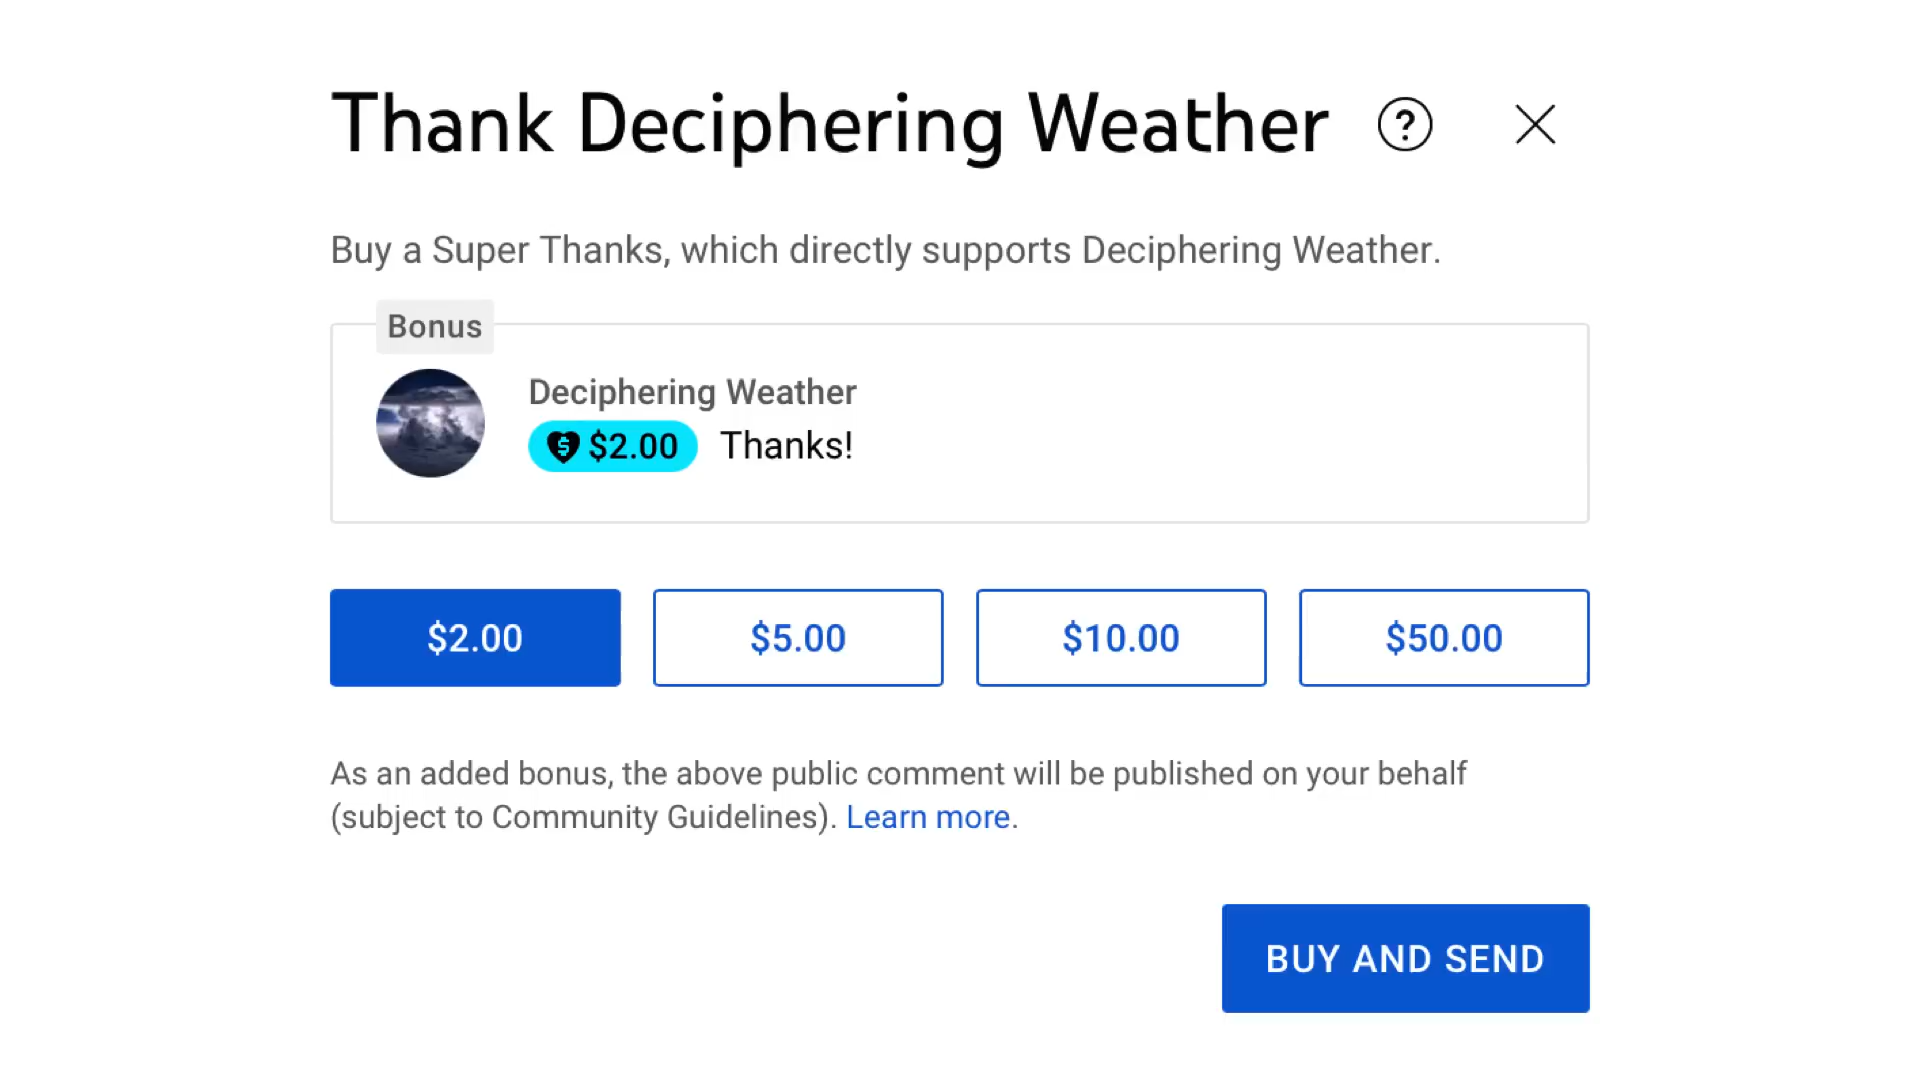 Thank Deciphering Weather ?
Buy a Super Thanks, which directly supports Deciphering Weather.
Bonus
Deciphering Weather
$ $2.00 Thanks!
$2.00 $5.00 $10.00 $50.00
As an added bonus, the above public comment will be published on your behalf
(subject to Community Guidelines). Learn more.
BUY AND SEND